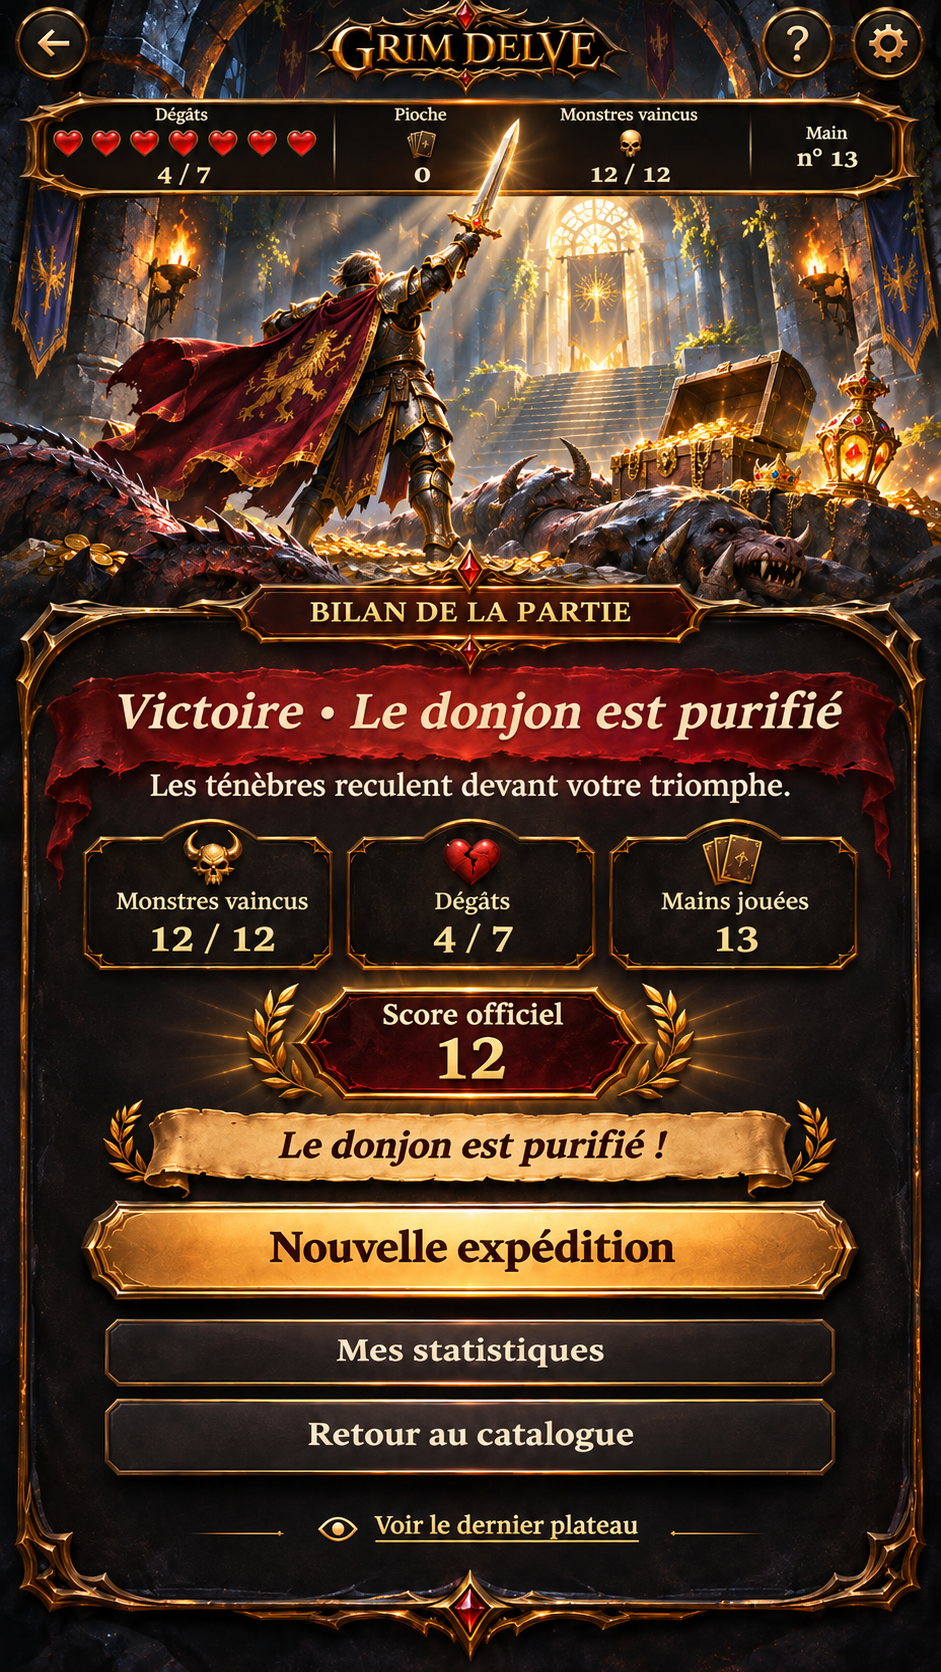 GRIM DELVE
?
Dégâts
4 / 7
Pioche
0
Monstres vaincus
12 / 12
Main
n° 13
BILAN DE LA PARTIE
Victoire • Le donjon est purifié
Les ténèbres reculent devant votre triomphe.
Monstres vaincus
12 / 12
Dégâts
4 / 7
Mains jouées
13
Score officiel
12
Le donjon est purifié !
Nouvelle expédition
Mes statistiques
Retour au catalogue
Voir le dernier plateau